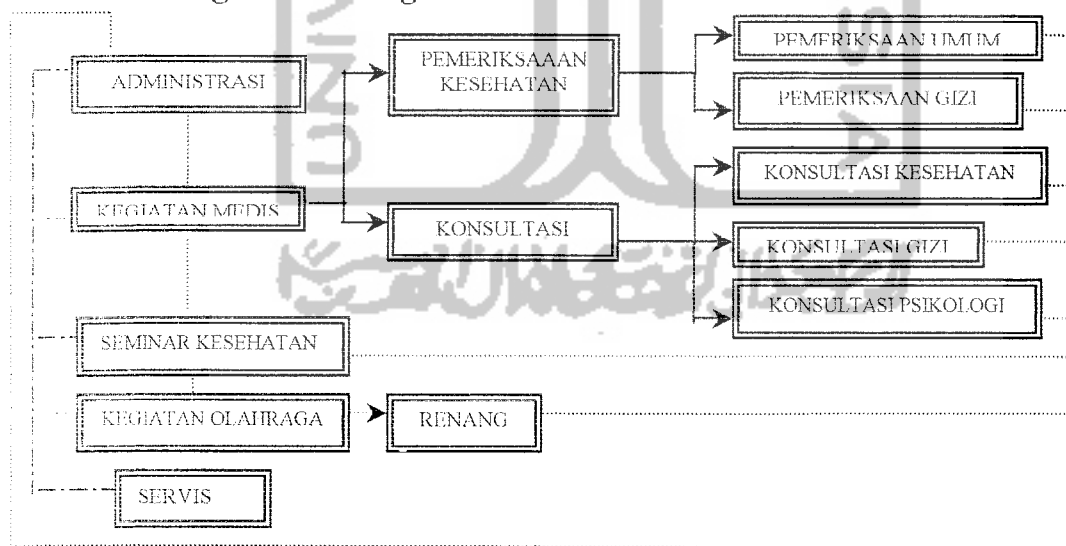 ADMINISTRASI
PEMERIKSAAAN
KESEHATAN
PEMERIKSAAN UMUM
PEMERIKSAAN GIZI
KEGIATAN MEDIS
KONSULTASI
KONSULTASI KESEHATAN
KONSULTASI GIZI
KONSULTASI PSIKOLOGI
SEMINAR KESEHATAN
KEGIATAN OLAHRAGA
RENANG
SERVIS